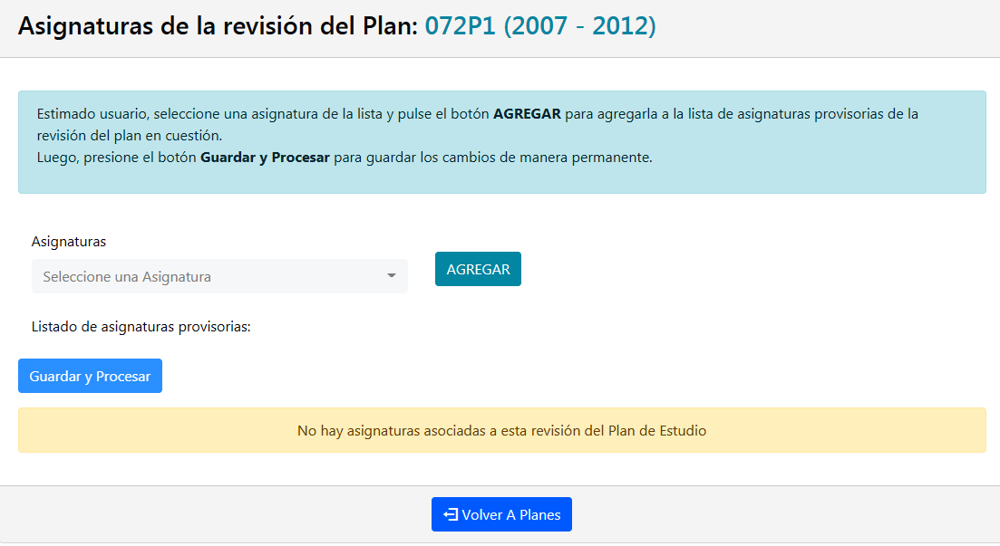 Asignaturas de la revisión del Plan: 072P1 (2007 - 2012)
Estimado usuario, seleccione una asignatura de la lista y pulse el botón AGREGAR para agregarla a la lista de asignaturas provisorias de la
revisión del plan en cuestión.
Luego, presione el botón Guardar y Procesar para guardar los cambios de manera permanente.
Asignaturas
Seleccione una Asignatura
AGREGAR
Listado de asignaturas provisorias:
Guardar y Procesar
No hay asignaturas asociadas a esta revisión del Plan de Estudio
Volver A Planes